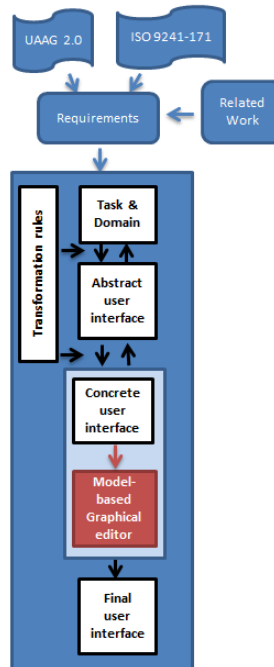 UAAG 2.0
ISO 9241-171
Requirements
Related
Work
Transformation rules
Task &
Domain
Abstract
user
interface
Concrete
user
interface
Model-
based
Graphical
editor
Final
user
interface